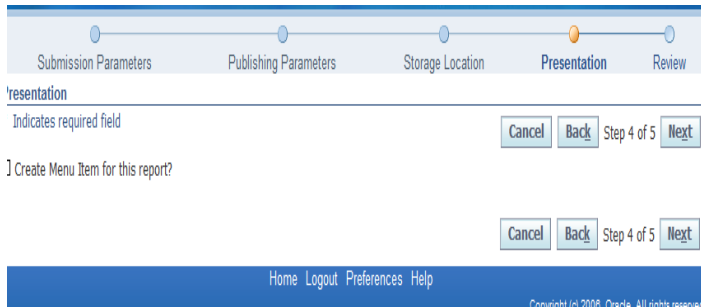 Submission Parameters Publishing Parameters Storage Location Presentation Review
Presentation
Indicates required field
Cancel Back Step 4 of 5 Next
Create Menu Item for this report?
Cancel Back Step 4 of 5 Next
Home Logout Preferences Help
Copyright (c) 2006, Oracle. All rights reserved